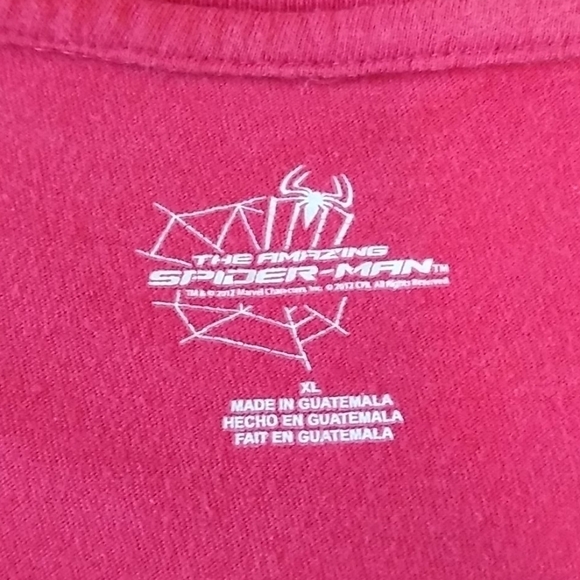 THE AMAZING
SPIDER-MAN™
TM & © 2012 Marvel Characters, Inc. © 2012 CPII. All Rights Reserved.
XL
MADE IN GUATEMALA
HECHO EN GUATEMALA
FAIT EN GUATEMALA